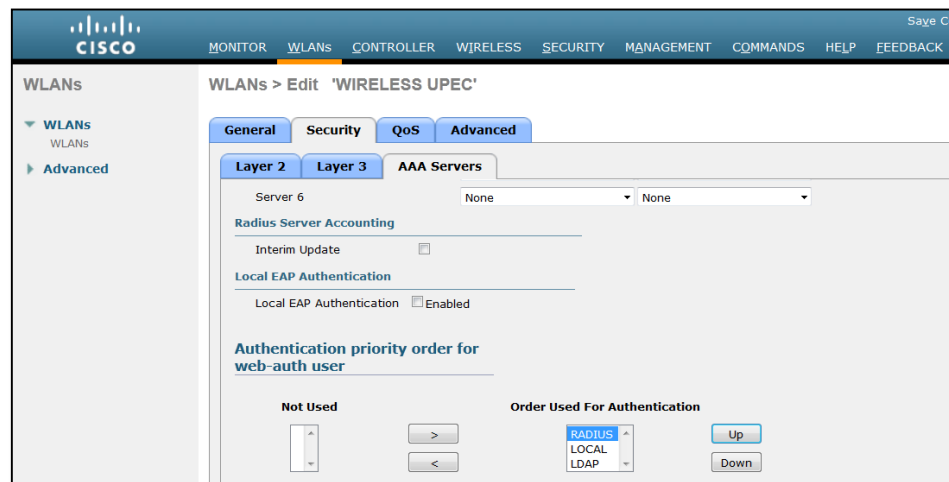 Save C
CISCO
MONITOR WLANs CONTROLLER WIRELESS SECURITY MANAGEMENT COMMANDS HELP FEEDBACK
WLANs
WLANs > Edit 'WIRELESS UPEC'
WLANs
WLANs
Advanced
General Security QoS Advanced
Layer 2 Layer 3 AAA Servers
Server 6 None None
Radius Server Accounting
Interim Update
Local EAP Authentication
Local EAP Authentication Enabled
Authentication priority order for
web-auth user
Not Used Order Used For Authentication
> RADIUS Up
LOCAL
< LDAP Down